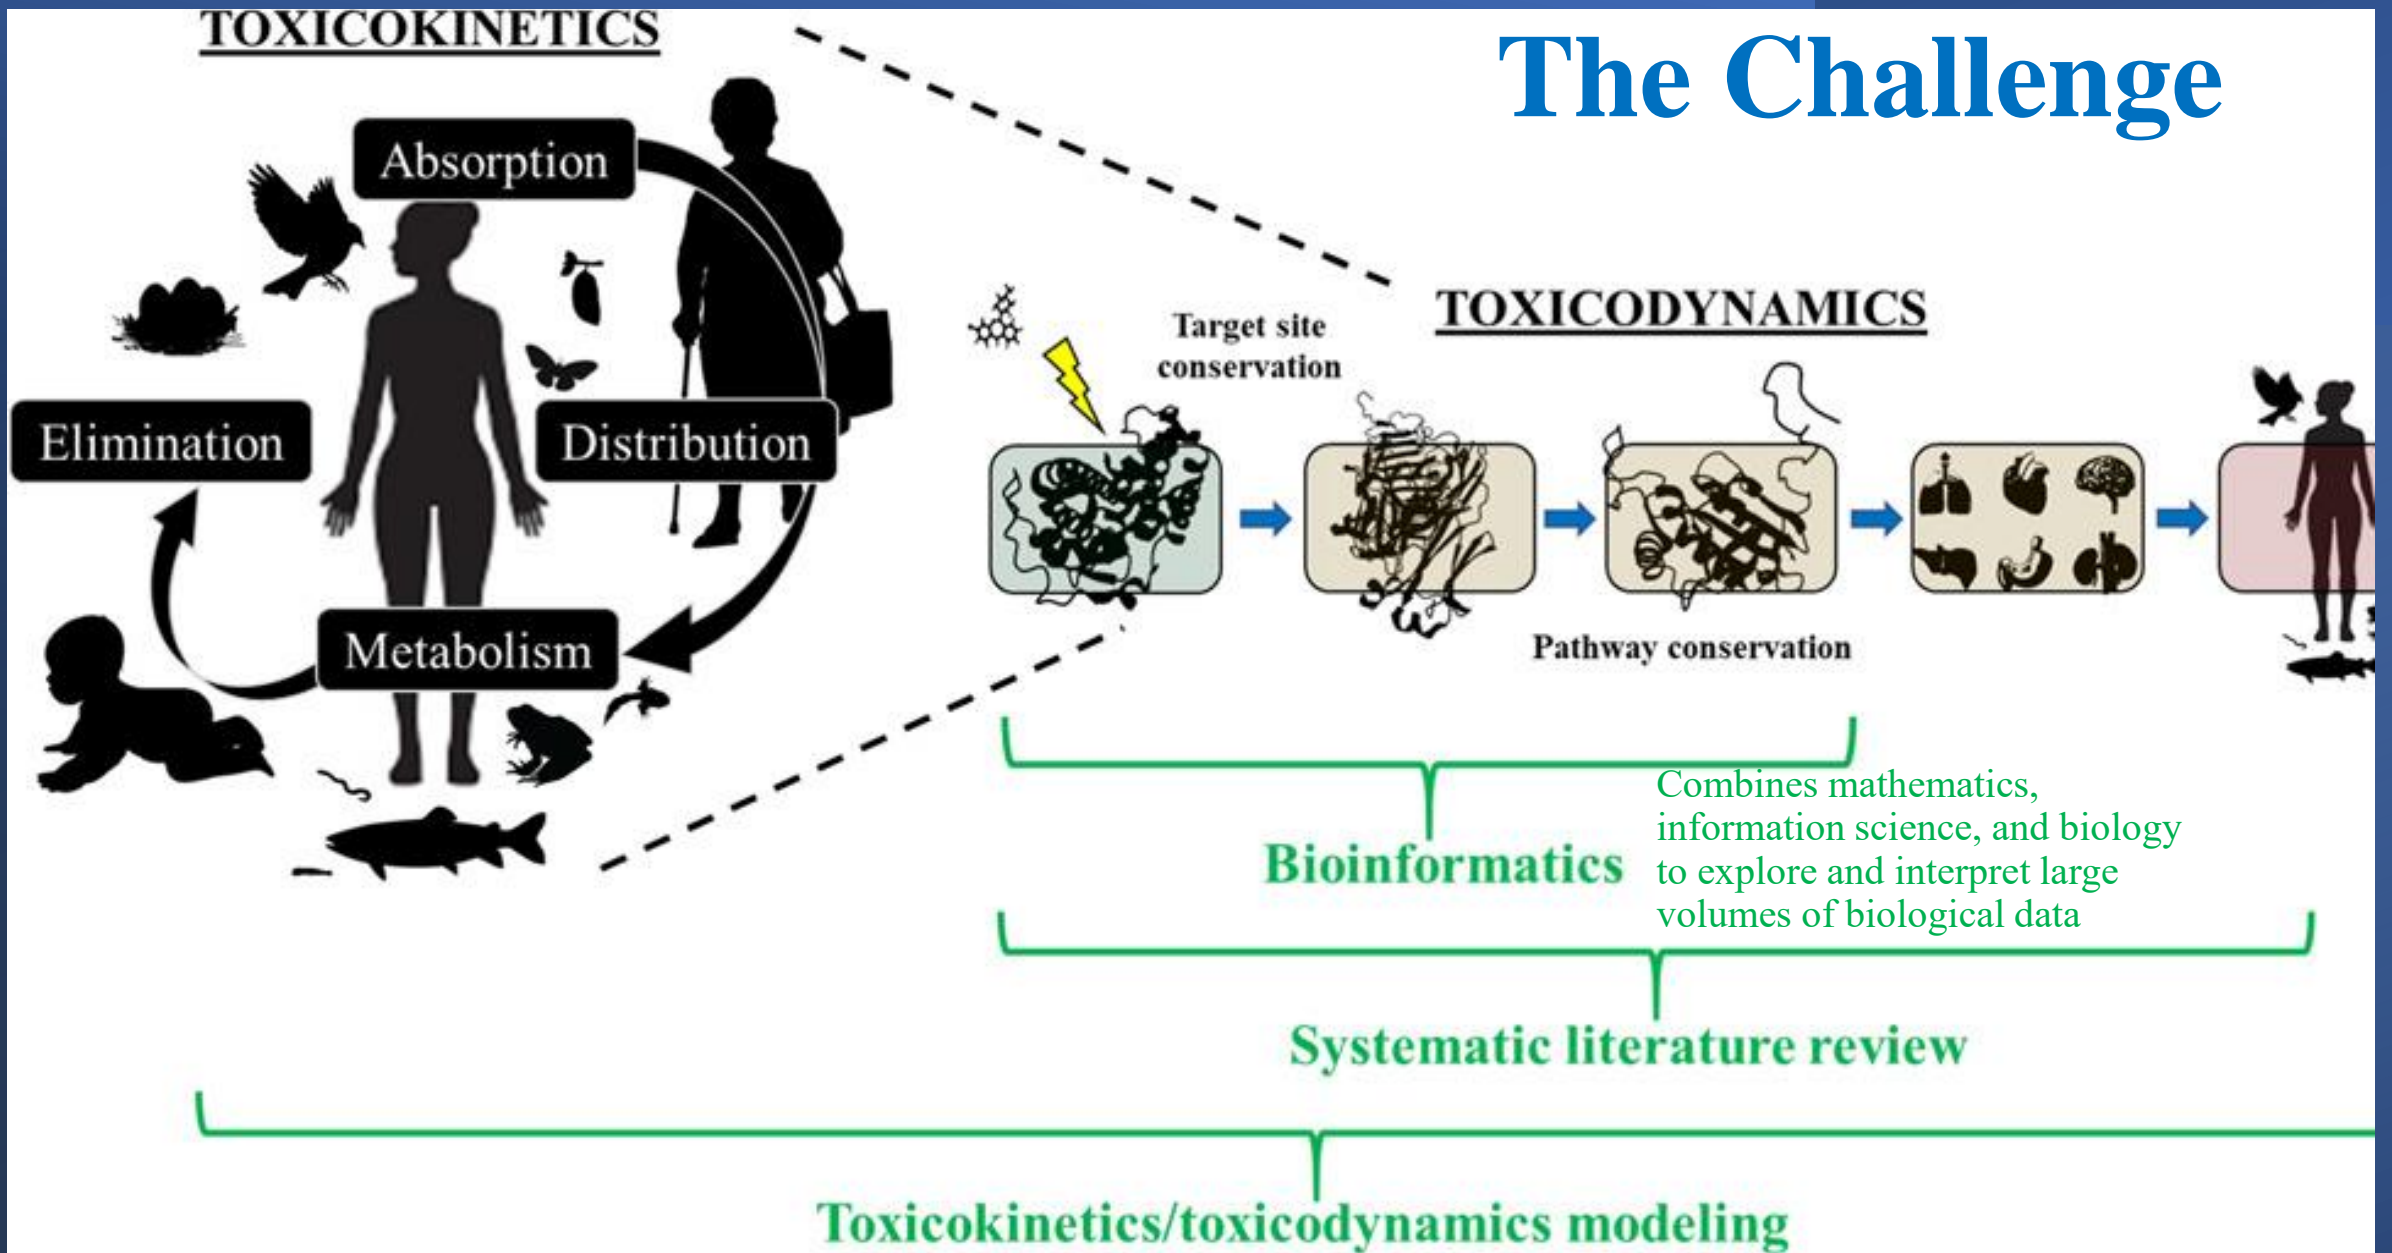 TOXICOKINETICS
The Challenge
Absorption
Elimination
Distribution
Metabolism
TOXICODYNAMICS
Target site
conservation
Pathway conservation
Bioinformatics
Combines mathematics,
information science, and biology
to explore and interpret large
volumes of biological data
Systematic literature review
Toxicokinetics/toxicodynamics modeling